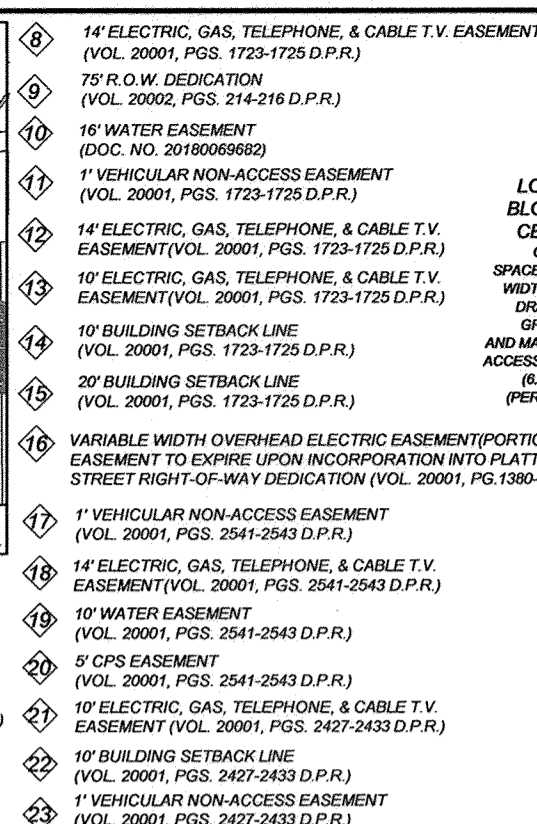 8 14' ELECTRIC, GAS, TELEPHONE, & CABLE T.V. EASEMENT
(VOL. 20001, PGS. 1723-1725 D.P.R.)
9 75' R.O.W. DEDICATION
(VOL. 20002, PGS. 214-216 D.P.R.)
10 16' WATER EASEMENT
(DOC. NO. 20180069682)
11 1' VEHICULAR NON-ACCESS EASEMENT
(VOL. 20001, PGS. 1723-1725 D.P.R.)
12 14' ELECTRIC, GAS, TELEPHONE, & CABLE T.V.
EASEMENT(VOL. 20001, PGS. 1723-1725 D.P.R.)
13 10' ELECTRIC, GAS, TELEPHONE, & CABLE T.V.
EASEMENT(VOL. 20001, PGS. 1723-1725 D.P.R.)
14 10' BUILDING SETBACK LINE
(VOL. 20001, PGS. 1723-1725 D.P.R.)
15 20' BUILDING SETBACK LINE
(VOL. 20001, PGS. 1723-1725 D.P.R.)
16 VARIABLE WIDTH OVERHEAD ELECTRIC EASEMENT(PORTIO
EASEMENT TO EXPIRE UPON INCORPORATION INTO PLATT
STREET RIGHT-OF-WAY DEDICATION (VOL. 20001, PG.1380-
17 1' VEHICULAR NON-ACCESS EASEMENT
(VOL. 20001, PGS. 2541-2543 D.P.R.)
18 14' ELECTRIC, GAS, TELEPHONE, & CABLE T.V.
EASEMENT(VOL. 20001, PGS. 2541-2543 D.P.R.)
19 10' WATER EASEMENT
(VOL. 20001, PGS. 2541-2543 D.P.R.)
20 5' CPS EASEMENT
(VOL. 20001, PGS. 2541-2543 D.P.R.)
21 10' ELECTRIC, GAS, TELEPHONE, & CABLE T.V.
EASEMENT (VOL. 20001, PGS. 2427-2433 D.P.R.)
22 10' BUILDING SETBACK LINE
(VOL. 20001, PGS. 2427-2433 D.P.R.)
23 1' VEHICULAR NON-ACCESS EASEMENT
(VOL. 20001, PGS. 2427-2433 D.P.R.)
LO
BLO
CE
SPACE
WIDT
DR
GR
AND MA
ACCESS
(6.
(PER